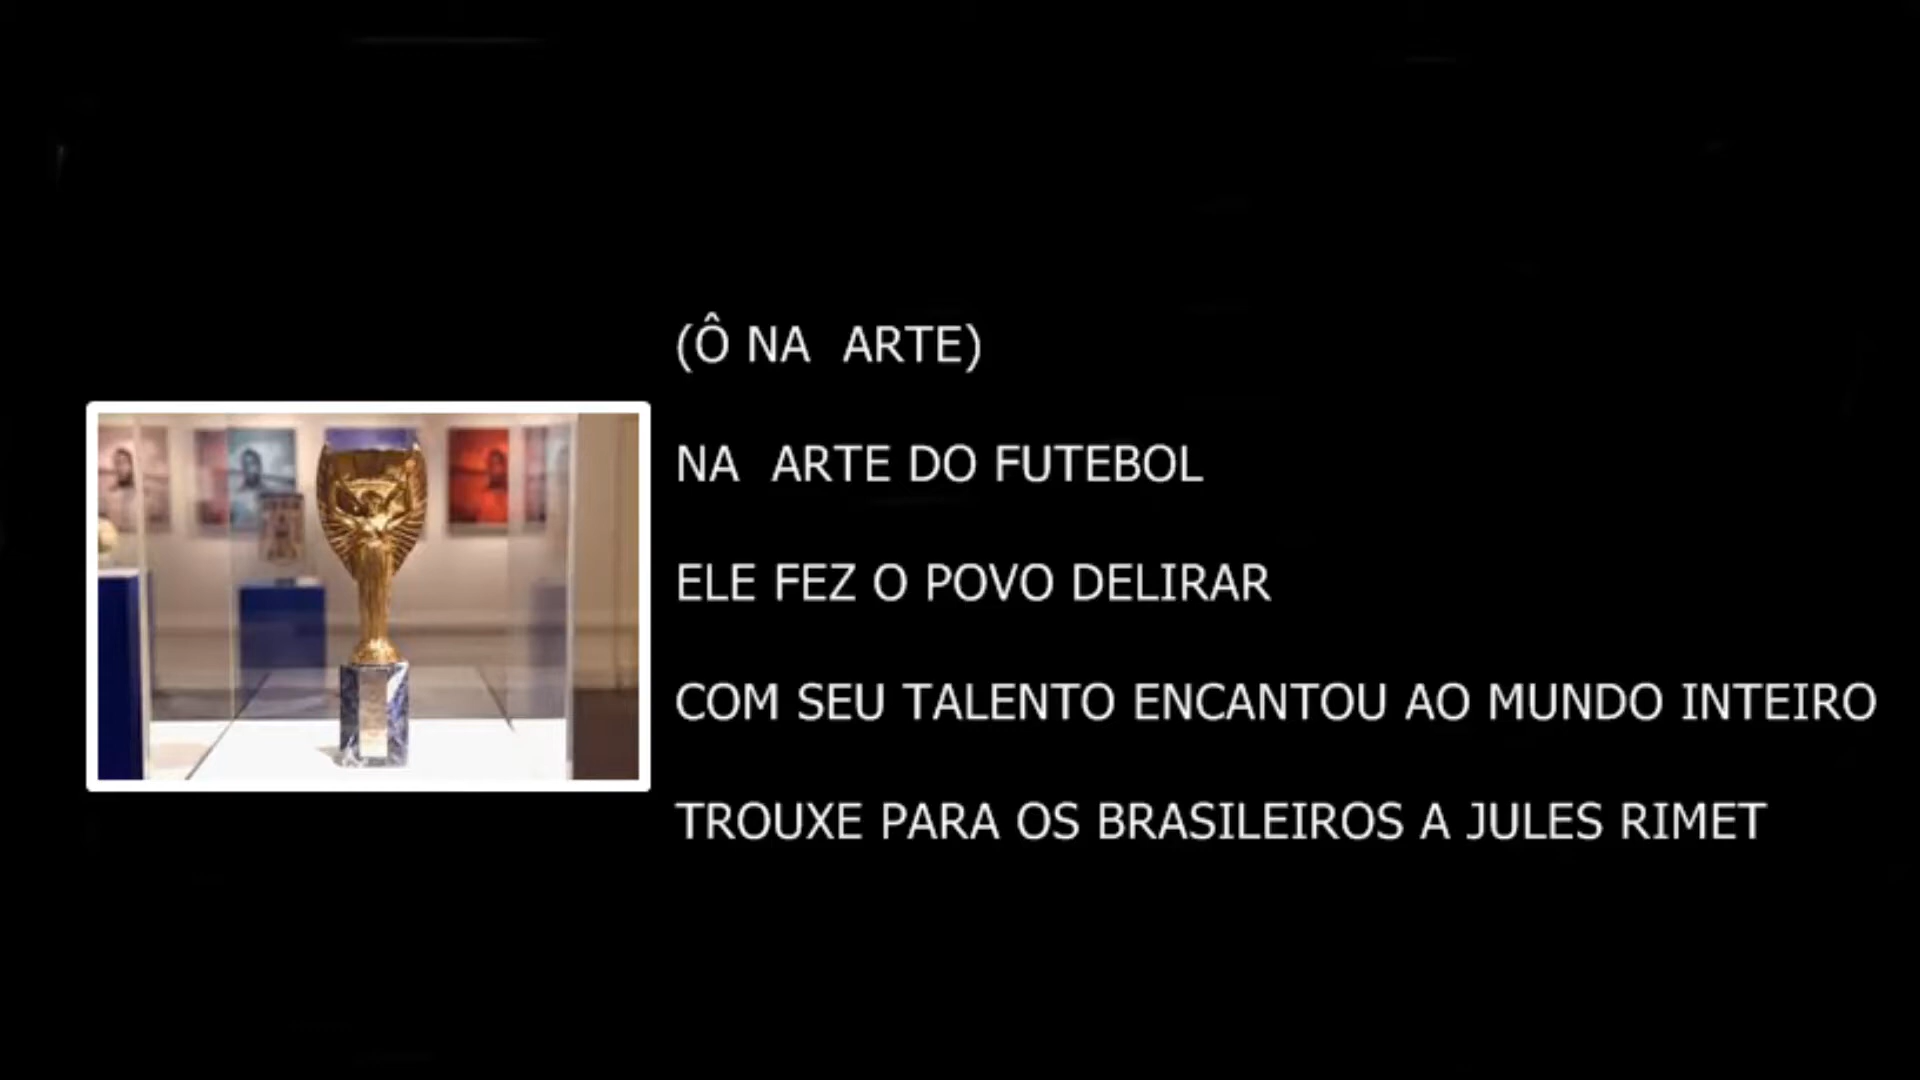 (Ô NA  ARTE)
NA  ARTE DO FUTEBOL
ELE FEZ O POVO DELIRAR
COM SEU TALENTO ENCANTOU AO MUNDO INTEIRO
TROUXE PARA OS BRASILEIROS A JULES RIMET